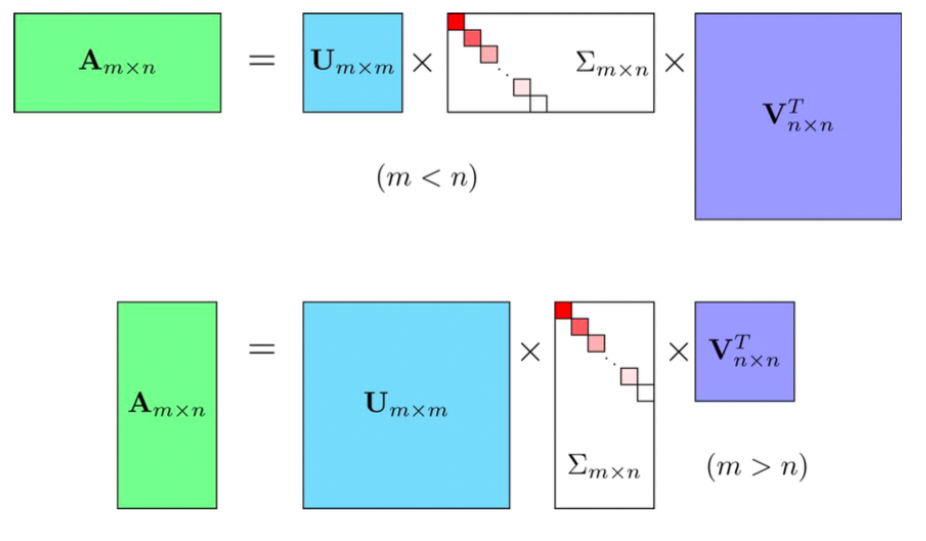 A_{m×n} = U_{m×m} × Σ_{m×n} × V^T_{n×n}
(m < n)
A_{m×n} = U_{m×m} × Σ_{m×n} × V^T_{n×n}
(m > n)